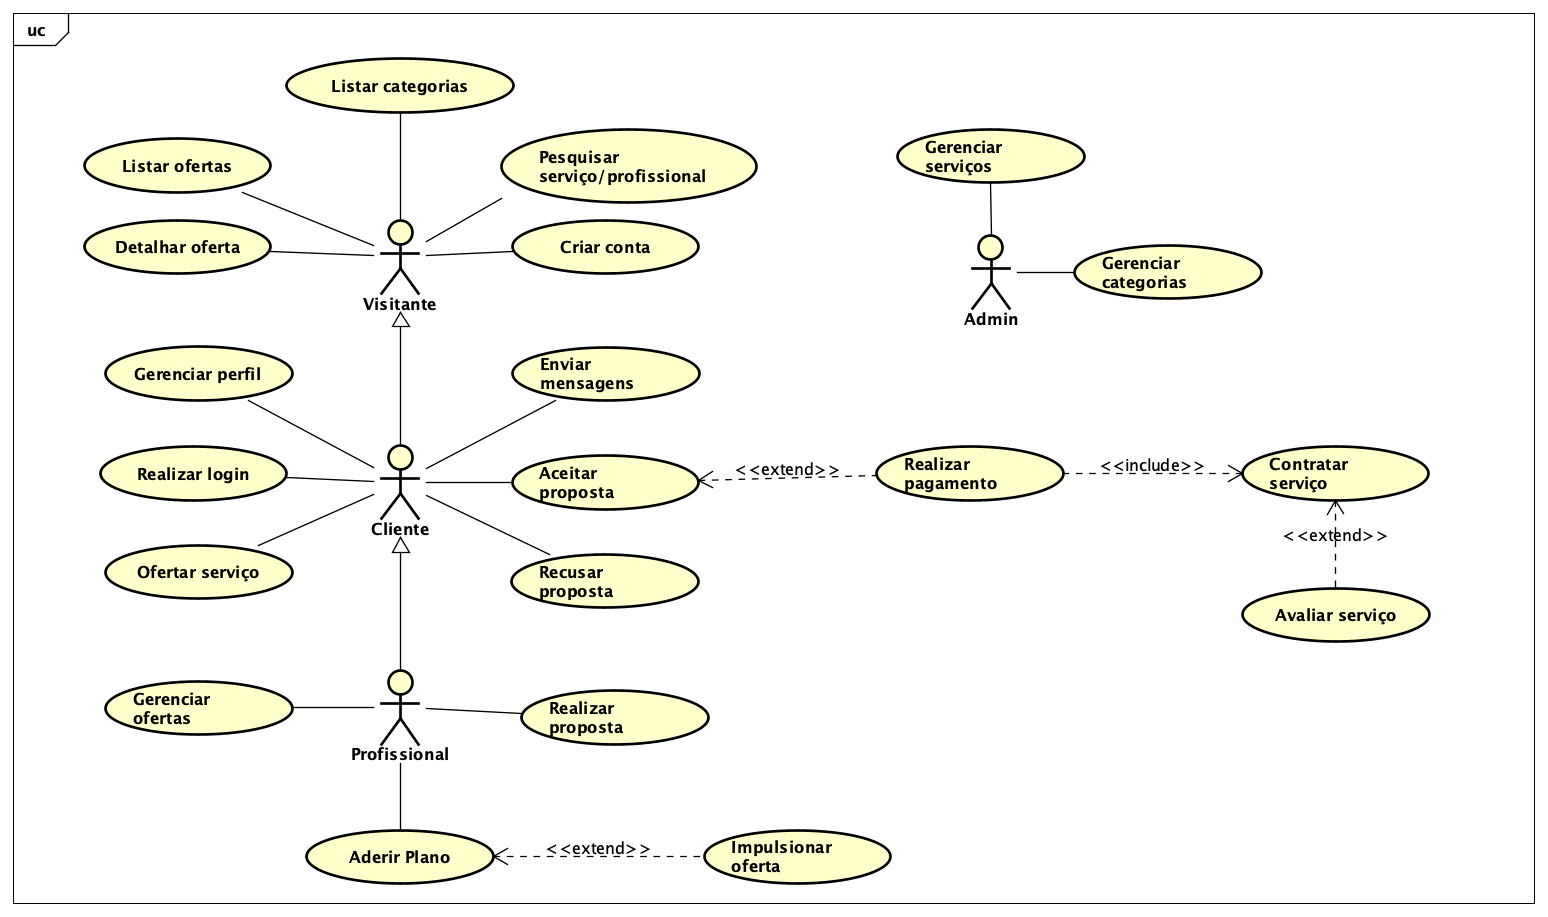 uc
Listar categorias
Listar ofertas
Pesquisar
serviço/profissional
Detalhar oferta
Criar conta
Visitante
Gerenciar
serviços
Gerenciar
categorias
Admin
Gerenciar perfil
Enviar
mensagens
Realizar login
Aceitar
proposta
<<extend>>
Realizar
pagamento
<<include>>
Contratar
serviço
Cliente
<<extend>>
Ofertar serviço
Recusar
proposta
Avaliar serviço
Gerenciar
ofertas
Realizar
proposta
Profissional
Aderir Plano
<<extend>>
Impulsionar
oferta